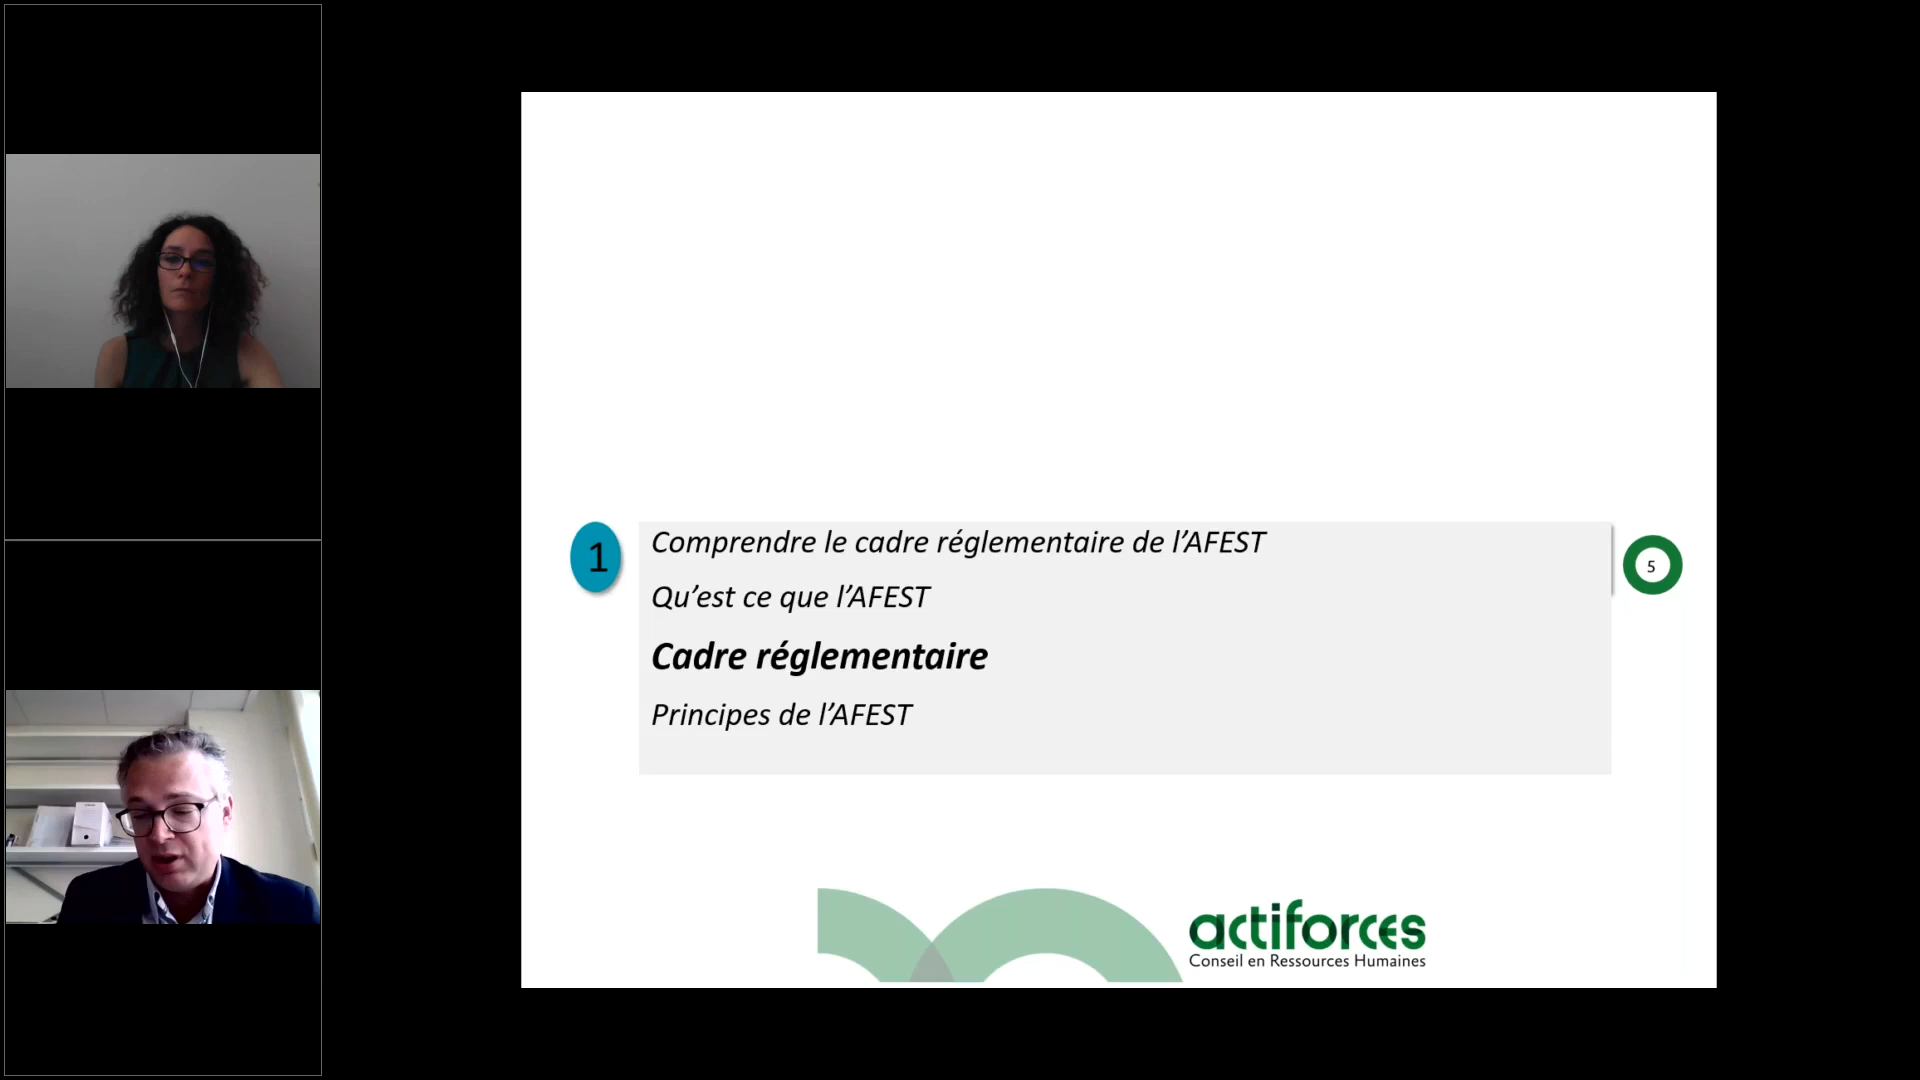 1
Comprendre le cadre réglementaire de l’AFEST
Qu’est ce que l’AFEST
Cadre réglementaire
Principes de l’AFEST
5
actiforces
Conseil en Ressources Humaines